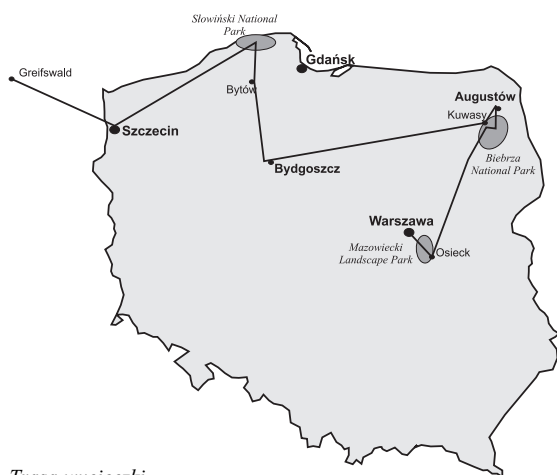 Słowiński National
Park
Gdańsk
Greifswald
Bytów
Augustów
Kuwasy
Szczecin
Bydgoszcz
Biebrza
National Park
Warszawa
Mazowiecki
Landscape Park
Osieck